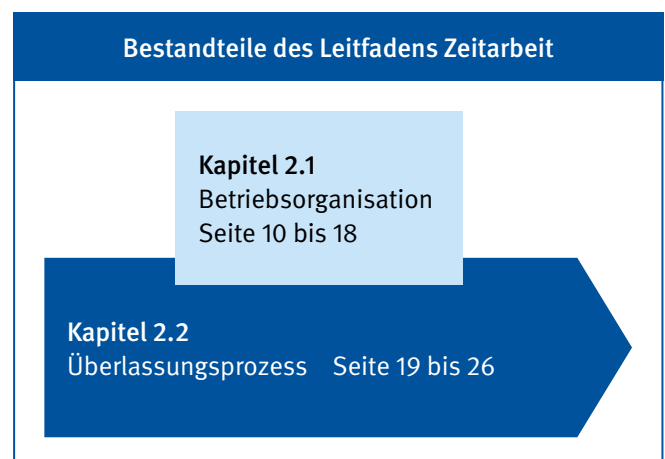 Bestandteile des Leitfadens Zeitarbeit
Kapitel 2.1
Betriebsorganisation
Seite 10 bis 18
Kapitel 2.2
Überlassungsprozess Seite 19 bis 26